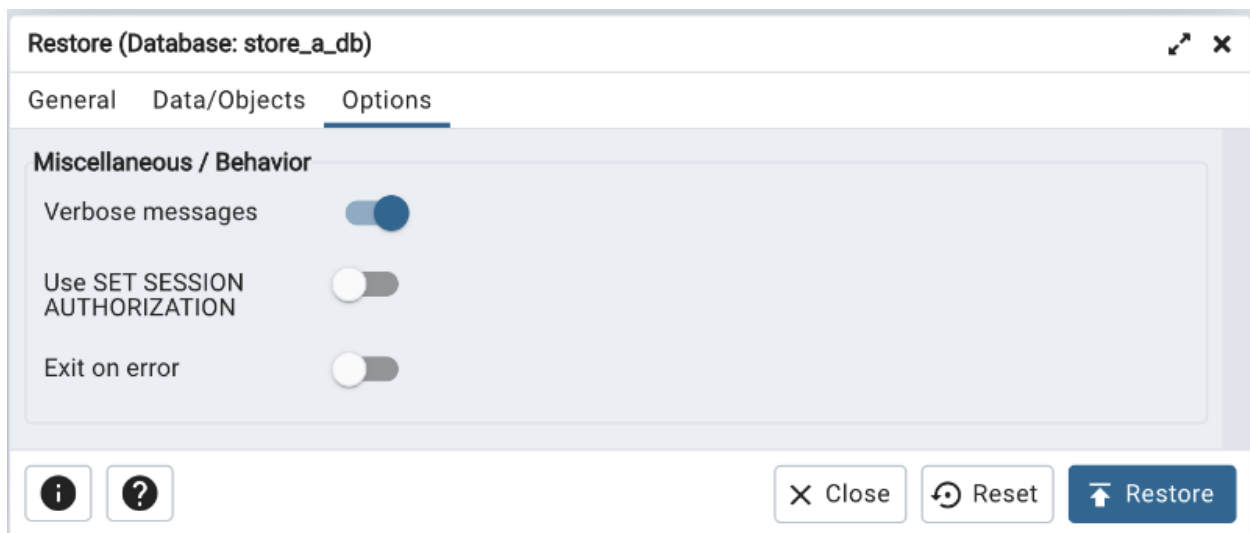 Restore (Database: store_a_db)
General Data/Objects Options
Miscellaneous / Behavior
Verbose messages
Use SET SESSION
AUTHORIZATION
Exit on error
Close Reset Restore